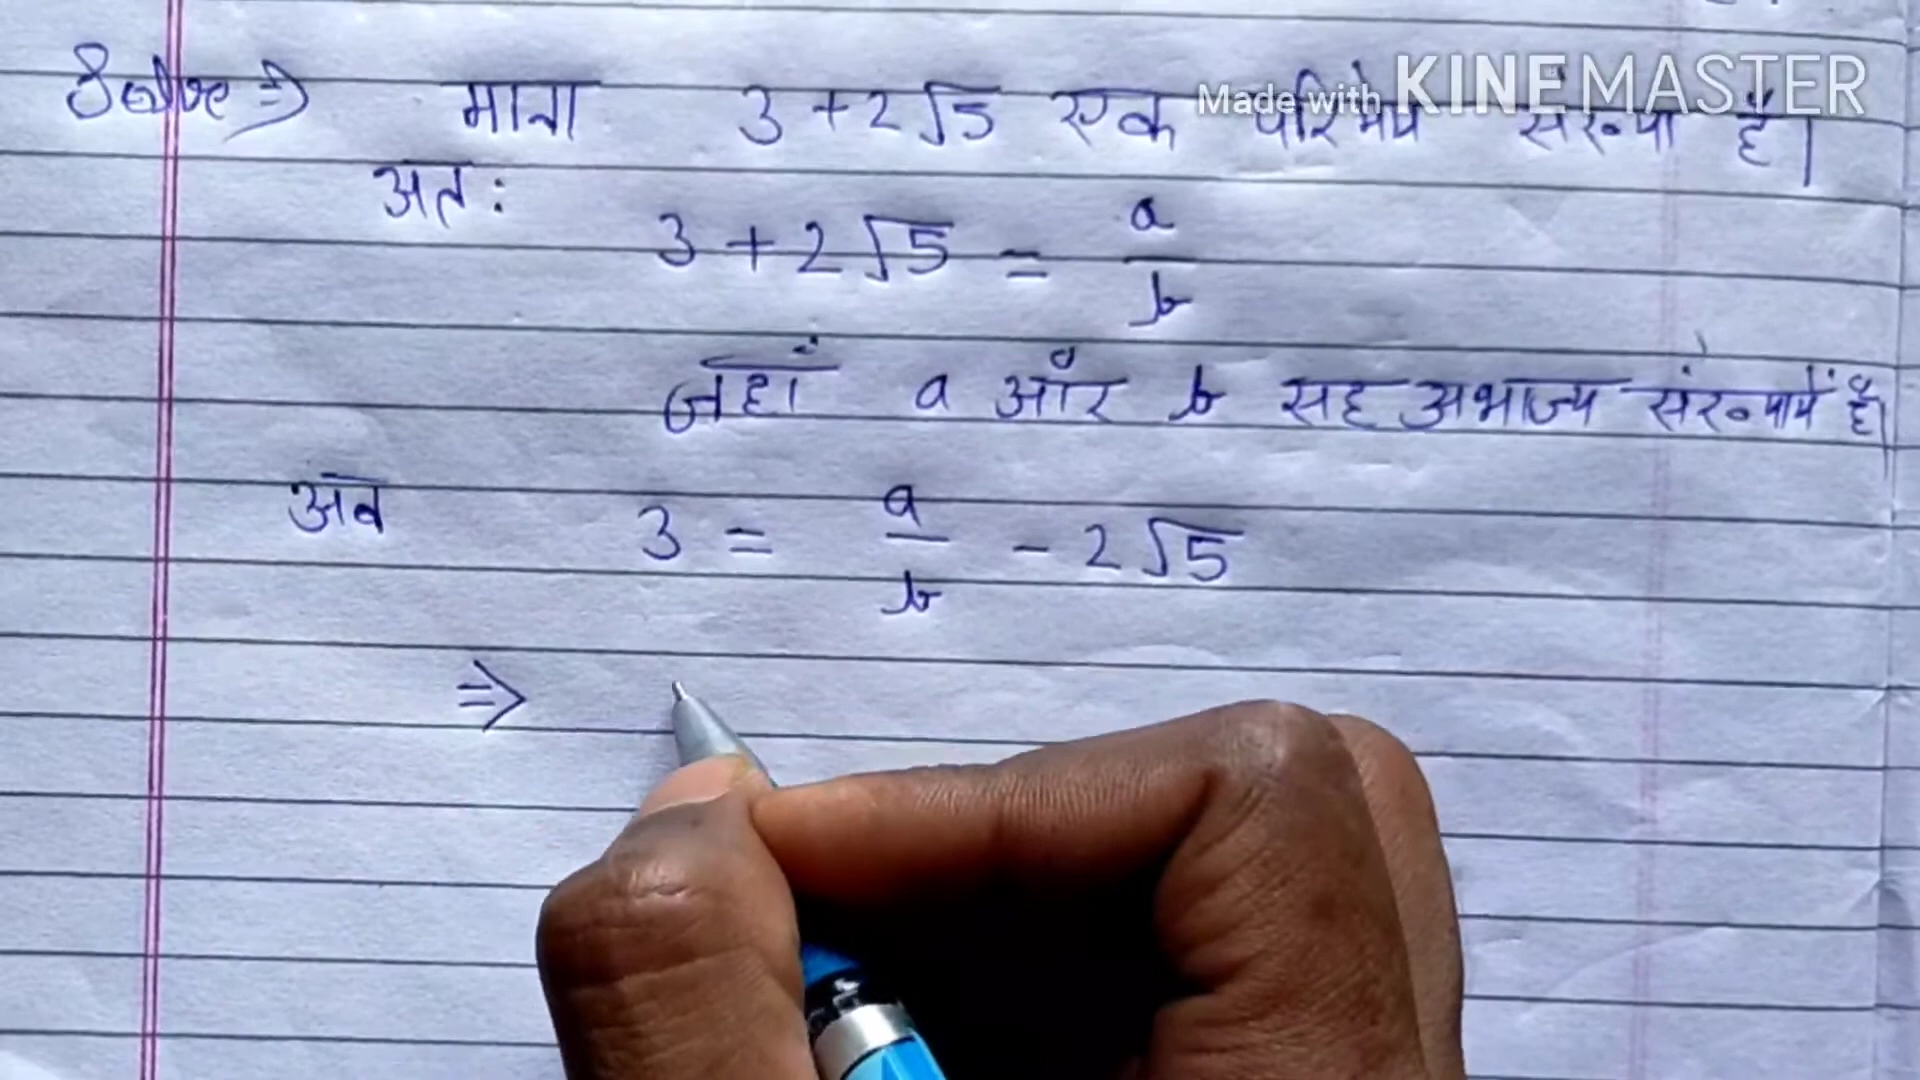 Solve ⇒ माना 3 + 2√5 एक परिमेय संख्या है।
Made with KINEMASTER
अतः
3 + 2√5 = a/b
जहां a और b सह अभाज्य संख्यायें है।
अब 3 = a/b - 2√5
⇒